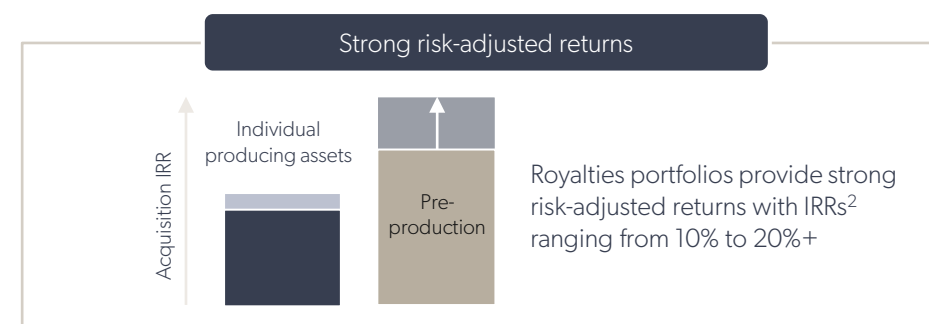 Strong risk-adjusted returns
Acquisition IRR
Individual
producing assets
Pre-
production
Royalties portfolios provide strong
risk-adjusted returns with IRRs²
ranging from 10% to 20%+